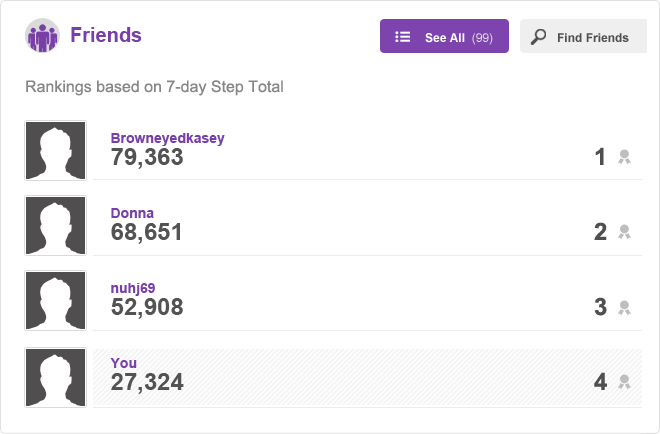 Friends
See All (99)
Find Friends
Rankings based on 7-day Step Total
Browneyedkasey
79,363
1
Donna
68,651
2
nuhj69
52,908
3
You
27,324
4